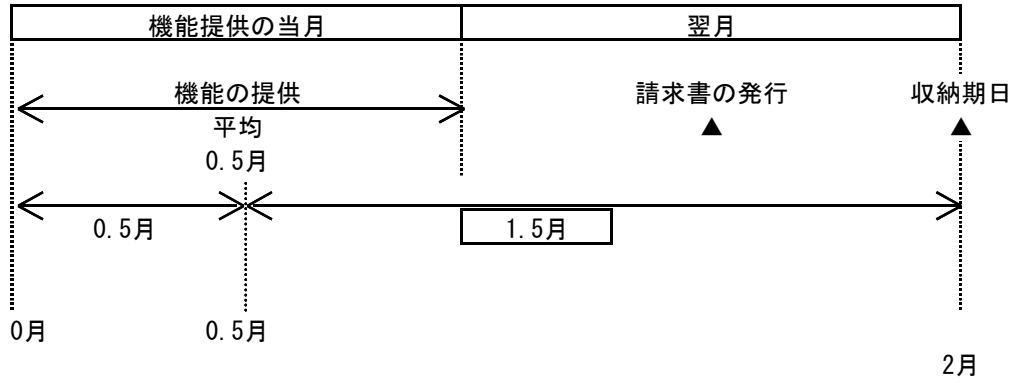 機能提供の当月 翌月
機能の提供 請求書の発行 収納期日
平均 ▲ ▲
0.5月
0.5月 1.5月
0月 0.5月
2月